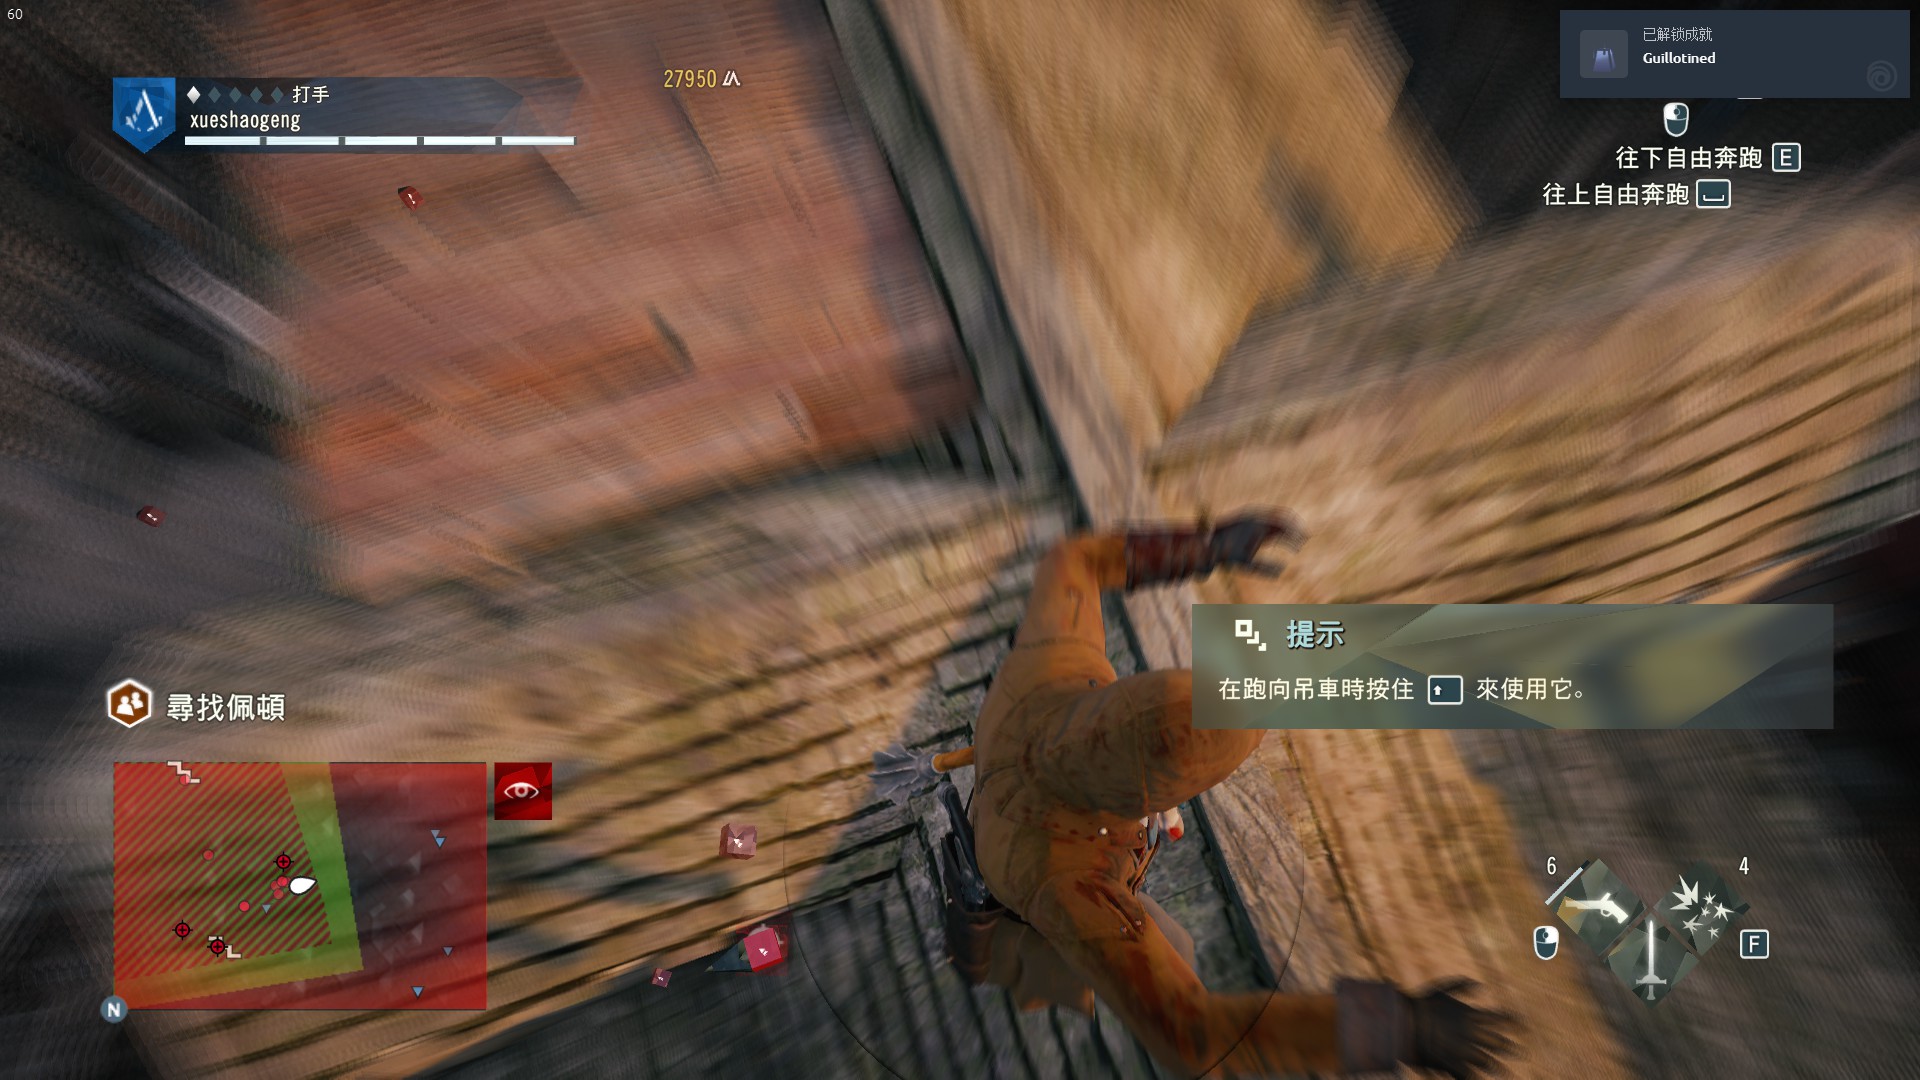 60
已解锁成就
Guillotined
打手
xueshaogeng
27950
往下自由奔跑 E
往上自由奔跑
提示
在跑向吊車時按住 來使用它。
尋找佩頓
N
6
4
F